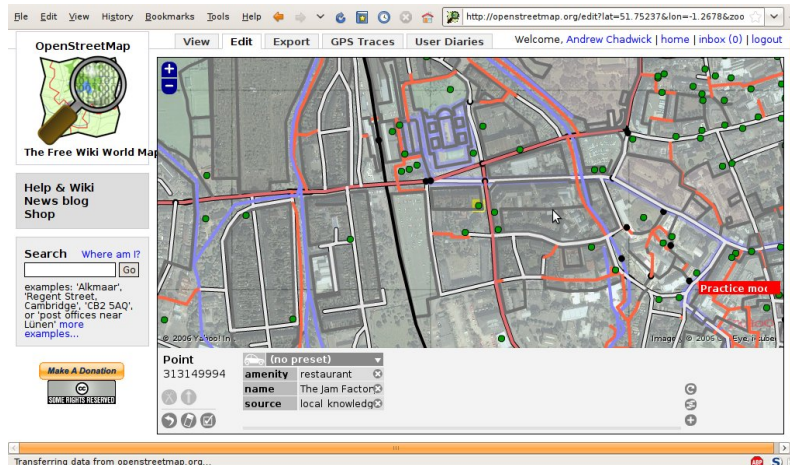 File Edit View History Bookmarks Tools Help http://openstreetmap.org/edit?lat=51.75237&lon=-1.2678&zoo
OpenStreetMap
The Free Wiki World Map
View Edit Export GPS Traces User Diaries Welcome, Andrew Chadwick | home | inbox (0) | logout
+
–
Help & Wiki
News blog
Shop
Search Where am I?
Go
examples: 'Alkmaar',
'Regent Street,
Cambridge', 'CB2 5AQ',
or 'post offices near
Lünen' more
examples...
Make A Donation
cc
SOME RIGHTS RESERVED
Practice mod
© 2006 Yahoo! In
© 2006
Point
313149994
(no preset)
amenity restaurant
name The Jam Factor
source local knowledg
Transferring data from openstreetmap.org...
ABP S